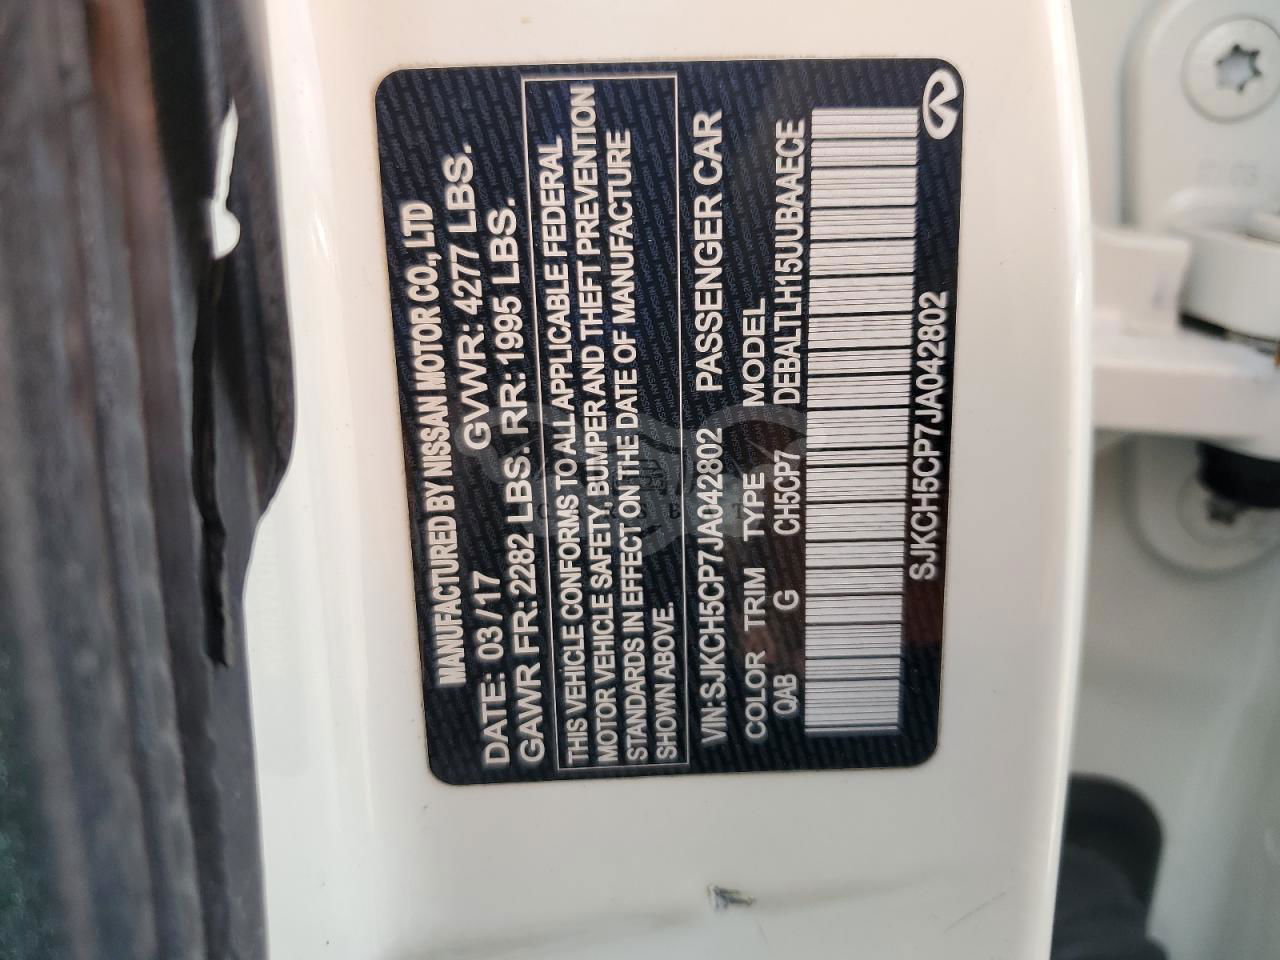 MANUFACTURED BY NISSAN MOTOR CO., LTD
DATE: 03 / 17 GVWR: 4277 LBS.
GAWR FR: 2282 LBS. RR: 1995 LBS.
THIS VEHICLE CONFORMS TO ALL APPLICABLE FEDERAL
MOTOR VEHICLE SAFETY, BUMPER AND THEFT PREVENTION
STANDARDS IN EFFECT ON THE DATE OF MANUFACTURE
SHOWN ABOVE.
VIN:SJKCH5CP7JA042802 PASSENGER CAR
COLOR TRIM TYPE MODEL
QAB G CH5CP7 DEBALTLH15UUBAAECE
SJKCH5CP7JA042802